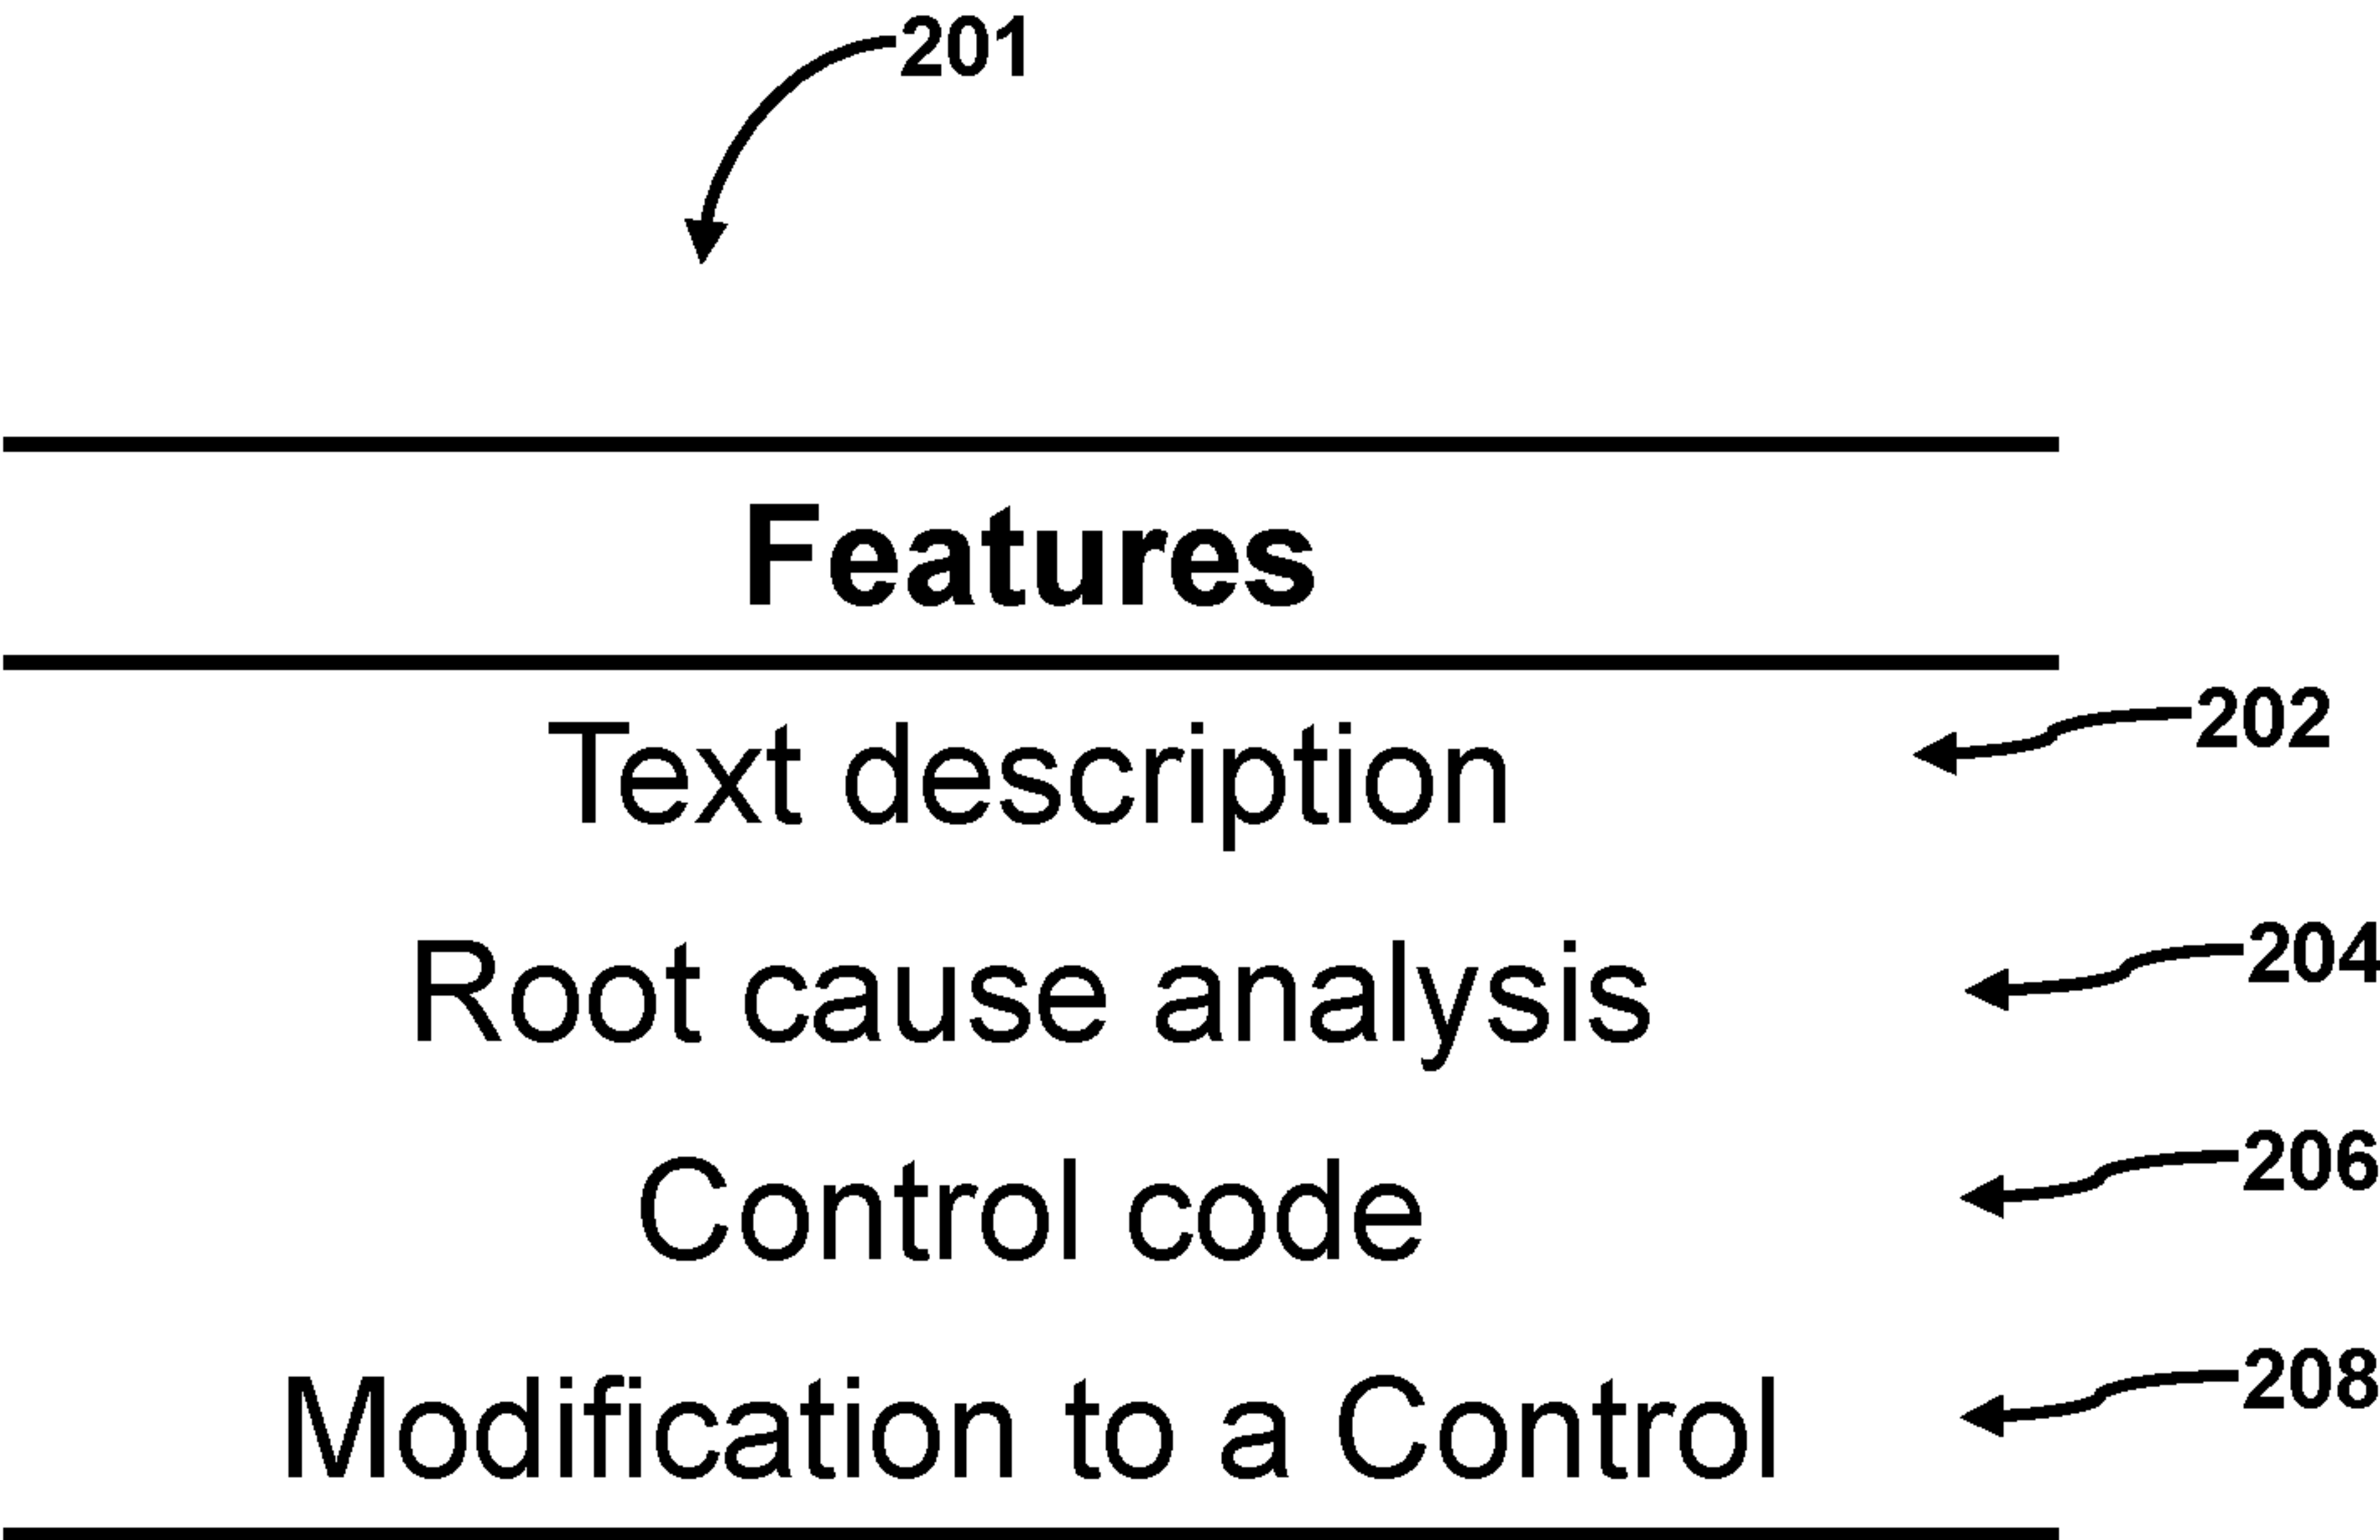 201
Features
Text description
202
Root cause analysis
204
Control code
206
Modification to a Control
208